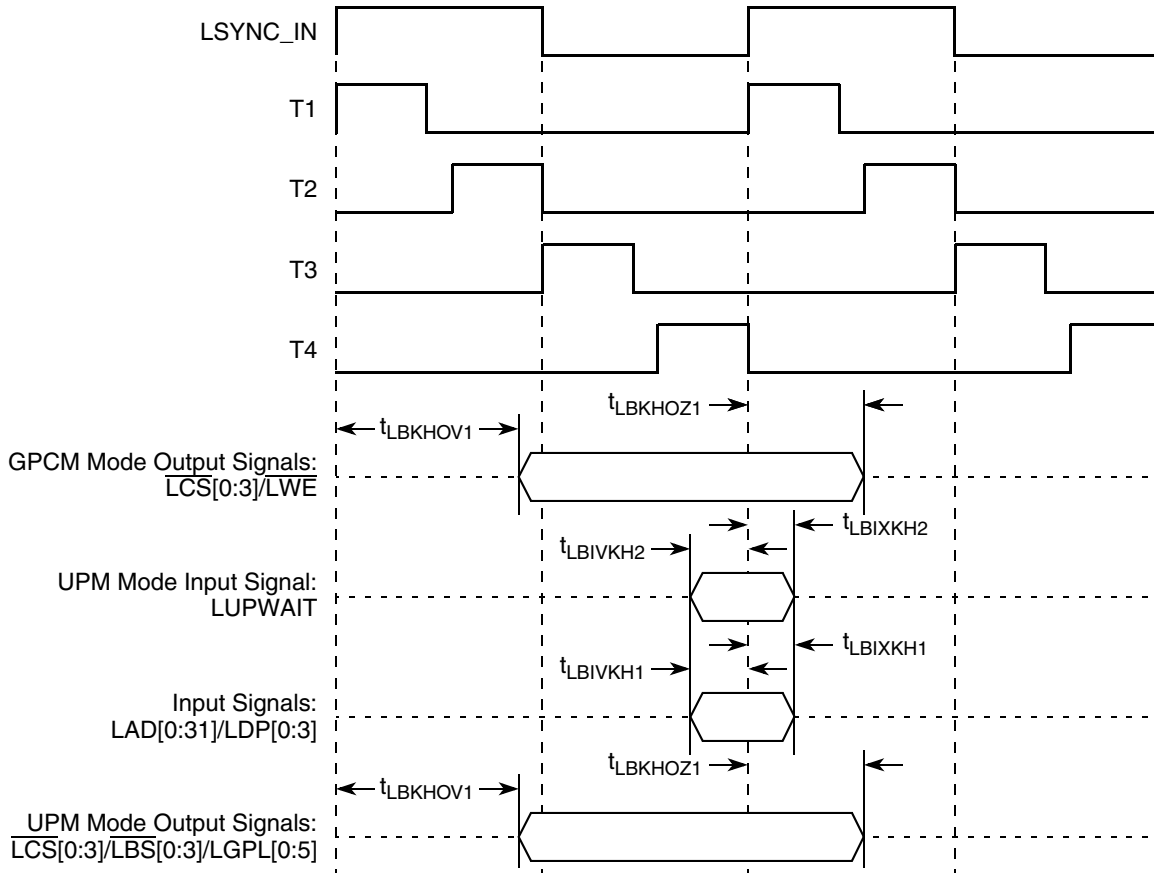 LSYNC_IN
T1
T2
T3
T4
tLBKHOZ1
tLBKHOV1
GPCM Mode Output Signals:
LCS[0:3]/LWE
tLBIXKH2
tLBIVKH2
UPM Mode Input Signal:
LUPWAIT
tLBIXKH1
tLBIVKH1
Input Signals:
LAD[0:31]/LDP[0:3]
tLBKHOZ1
tLBKHOV1
UPM Mode Output Signals:
LCS[0:3]/LBS[0:3]/LGPL[0:5]